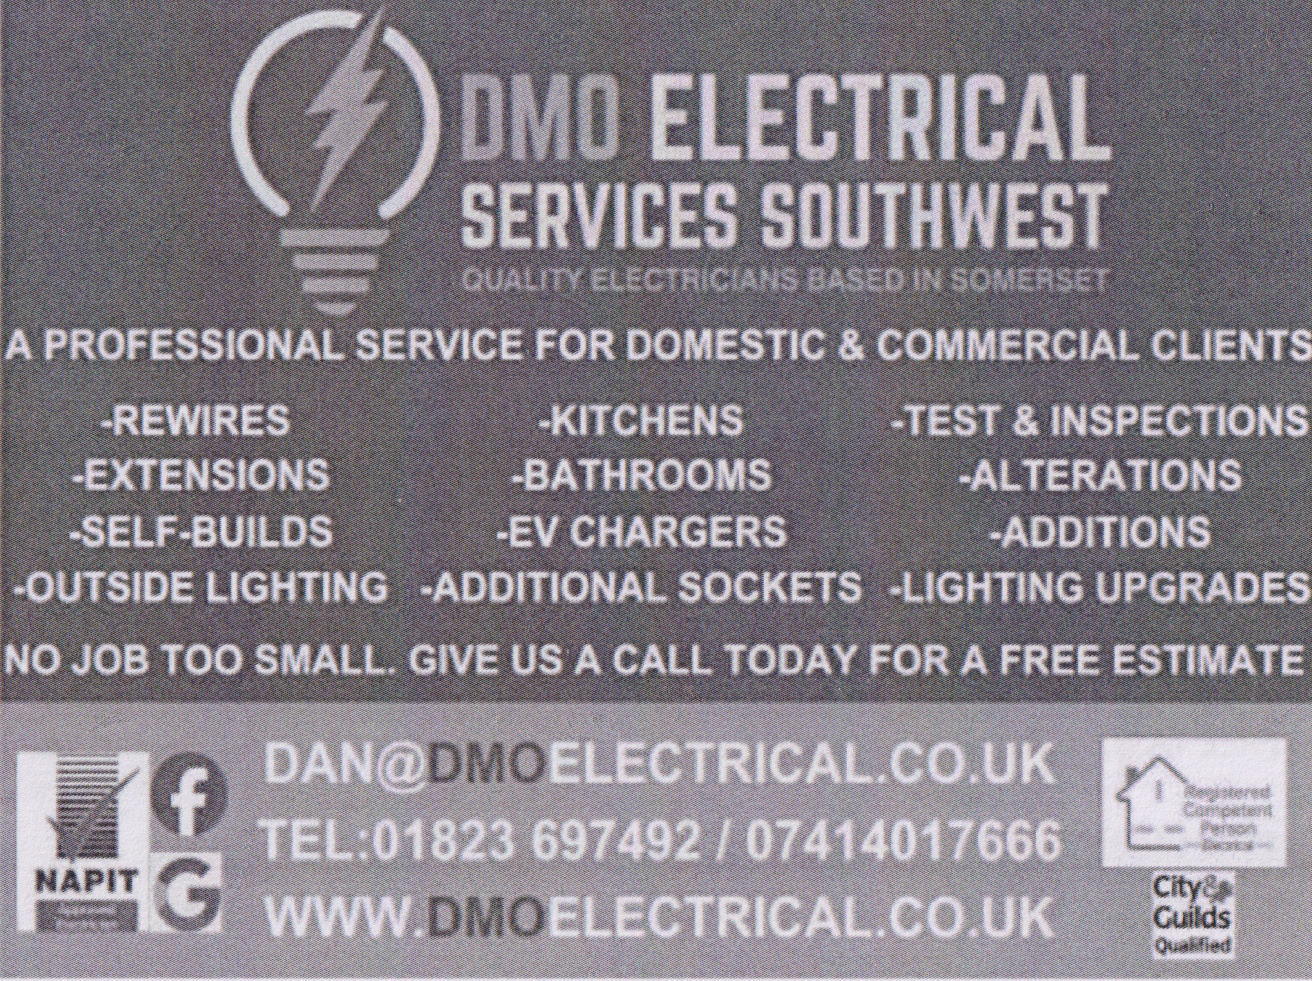 DMO ELECTRICAL
SERVICES SOUTHWEST
QUALITY ELECTRICIANS BASED IN SOMERSET
A PROFESSIONAL SERVICE FOR DOMESTIC & COMMERCIAL CLIENTS
-REWIRES -KITCHENS -TEST & INSPECTIONS
-EXTENSIONS -BATHROOMS -ALTERATIONS
-SELF-BUILDS -EV CHARGERS -ADDITIONS
-OUTSIDE LIGHTING -ADDITIONAL SOCKETS -LIGHTING UPGRADES
NO JOB TOO SMALL. GIVE US A CALL TODAY FOR A FREE ESTIMATE
NAPIT
f
G
DAN@DMOELECTRICAL.CO.UK
TEL:01823 697492 / 07414017666
WWW.DMOELECTRICAL.CO.UK
Registered
Competent
Person
Electrical
City&
Guilds
Qualified